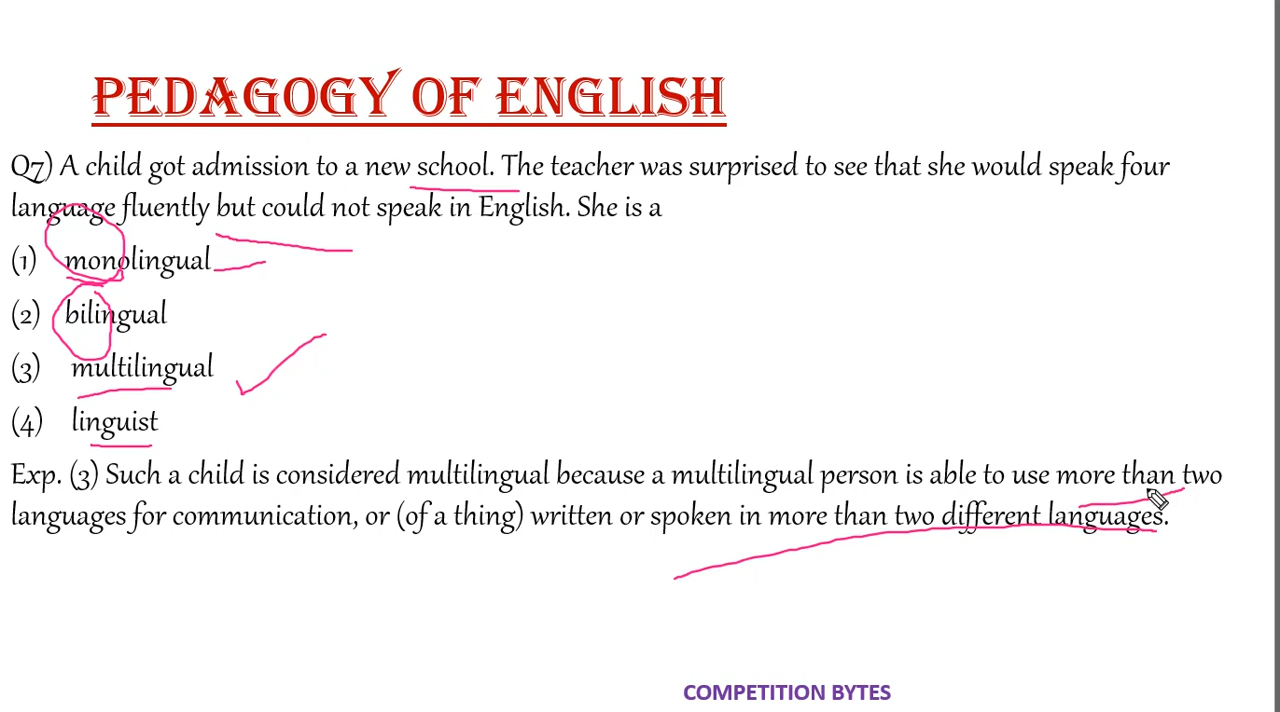 PEDAGOGY OF ENGLISH
Q7) A child got admission to a new school. The teacher was surprised to see that she would speak four
language fluently but could not speak in English. She is a
(1) monolingual
(2) bilingual
(3) multilingual
(4) linguist
Exp. (3) Such a child is considered multilingual because a multilingual person is able to use more than two
languages for communication, or (of a thing) written or spoken in more than two different languages.
COMPETITION BYTES